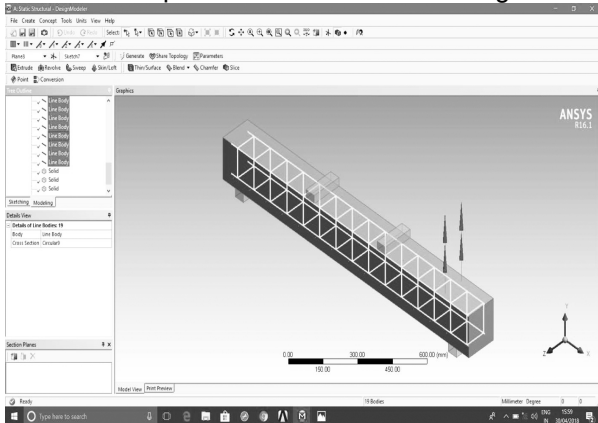 A: Static Structural - DesignModeler
File Create Concept Tools Units View Help
Undo Redo Select:
Plane6 Sketch7 Generate Share Topology Parameters
Extrude Revolve Sweep Skin/Loft Thin/Surface Blend Chamfer Slice
Point Conversion
Tree Outline
Graphics
Line Body
Line Body
Line Body
Line Body
Line Body
Line Body
Line Body
Line Body
Solid
Solid
Solid
Sketching Modeling
Details View
Details of Line Bodies: 19
Body Line Body
Cross Section Circular9
Section Planes
ANSYS
R16.1
0.00 300.00 600.00 (mm)
150.00 450.00
Y
Z X
Model View Print Preview
Ready 19 Bodies Millimeter Degree 0 0
Type here to search
ENG 15:59
IN 30/04/2018